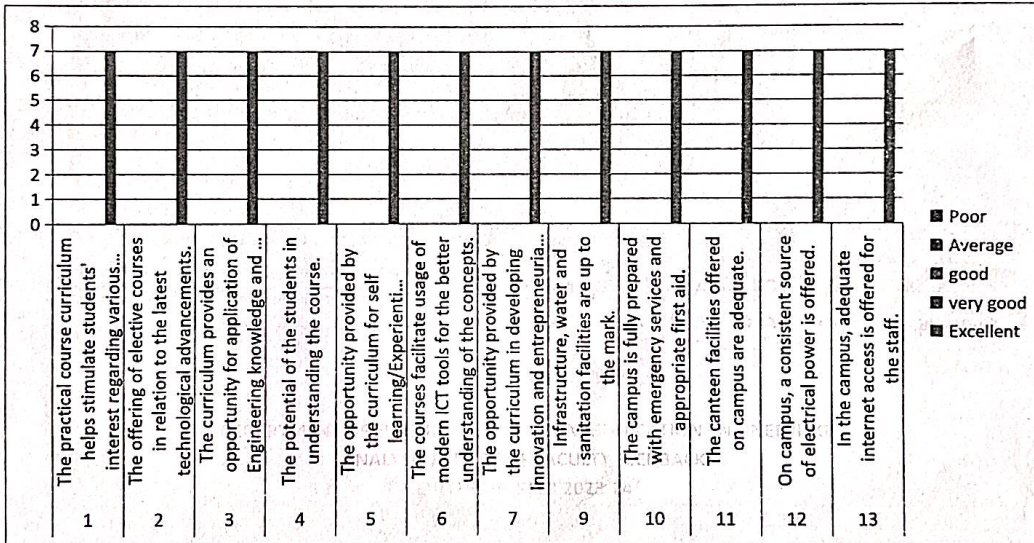 8
7
6
5
4
3
2
1
0
Poor
Average
good
very good
Excellent
The practical course curriculum
helps stimulate students'
interest regarding various...
The offering of elective courses
in relation to the latest
technological advancements.
The curriculum provides an
opportunity for application of
Engineering knowledge and ...
The potential of the students in
understanding the course.
The opportunity provided by
the curriculum for self
learning/Experienti...
The courses facilitate usage of
modern ICT tools for the better
understanding of the concepts.
The opportunity provided by
the curriculum in developing
Innovation and entrepreneuria...
Infrastructure, water and
sanitation facilities are up to
the mark.
The campus is fully prepared
with emergency services and
appropriate first aid.
The canteen facilities offered
on campus are adequate.
On campus, a consistent source
of electrical power is offered.
In the campus, adequate
internet access is offered for
the staff.
1 2 3 4 5 6 7 9 10 11 12 13